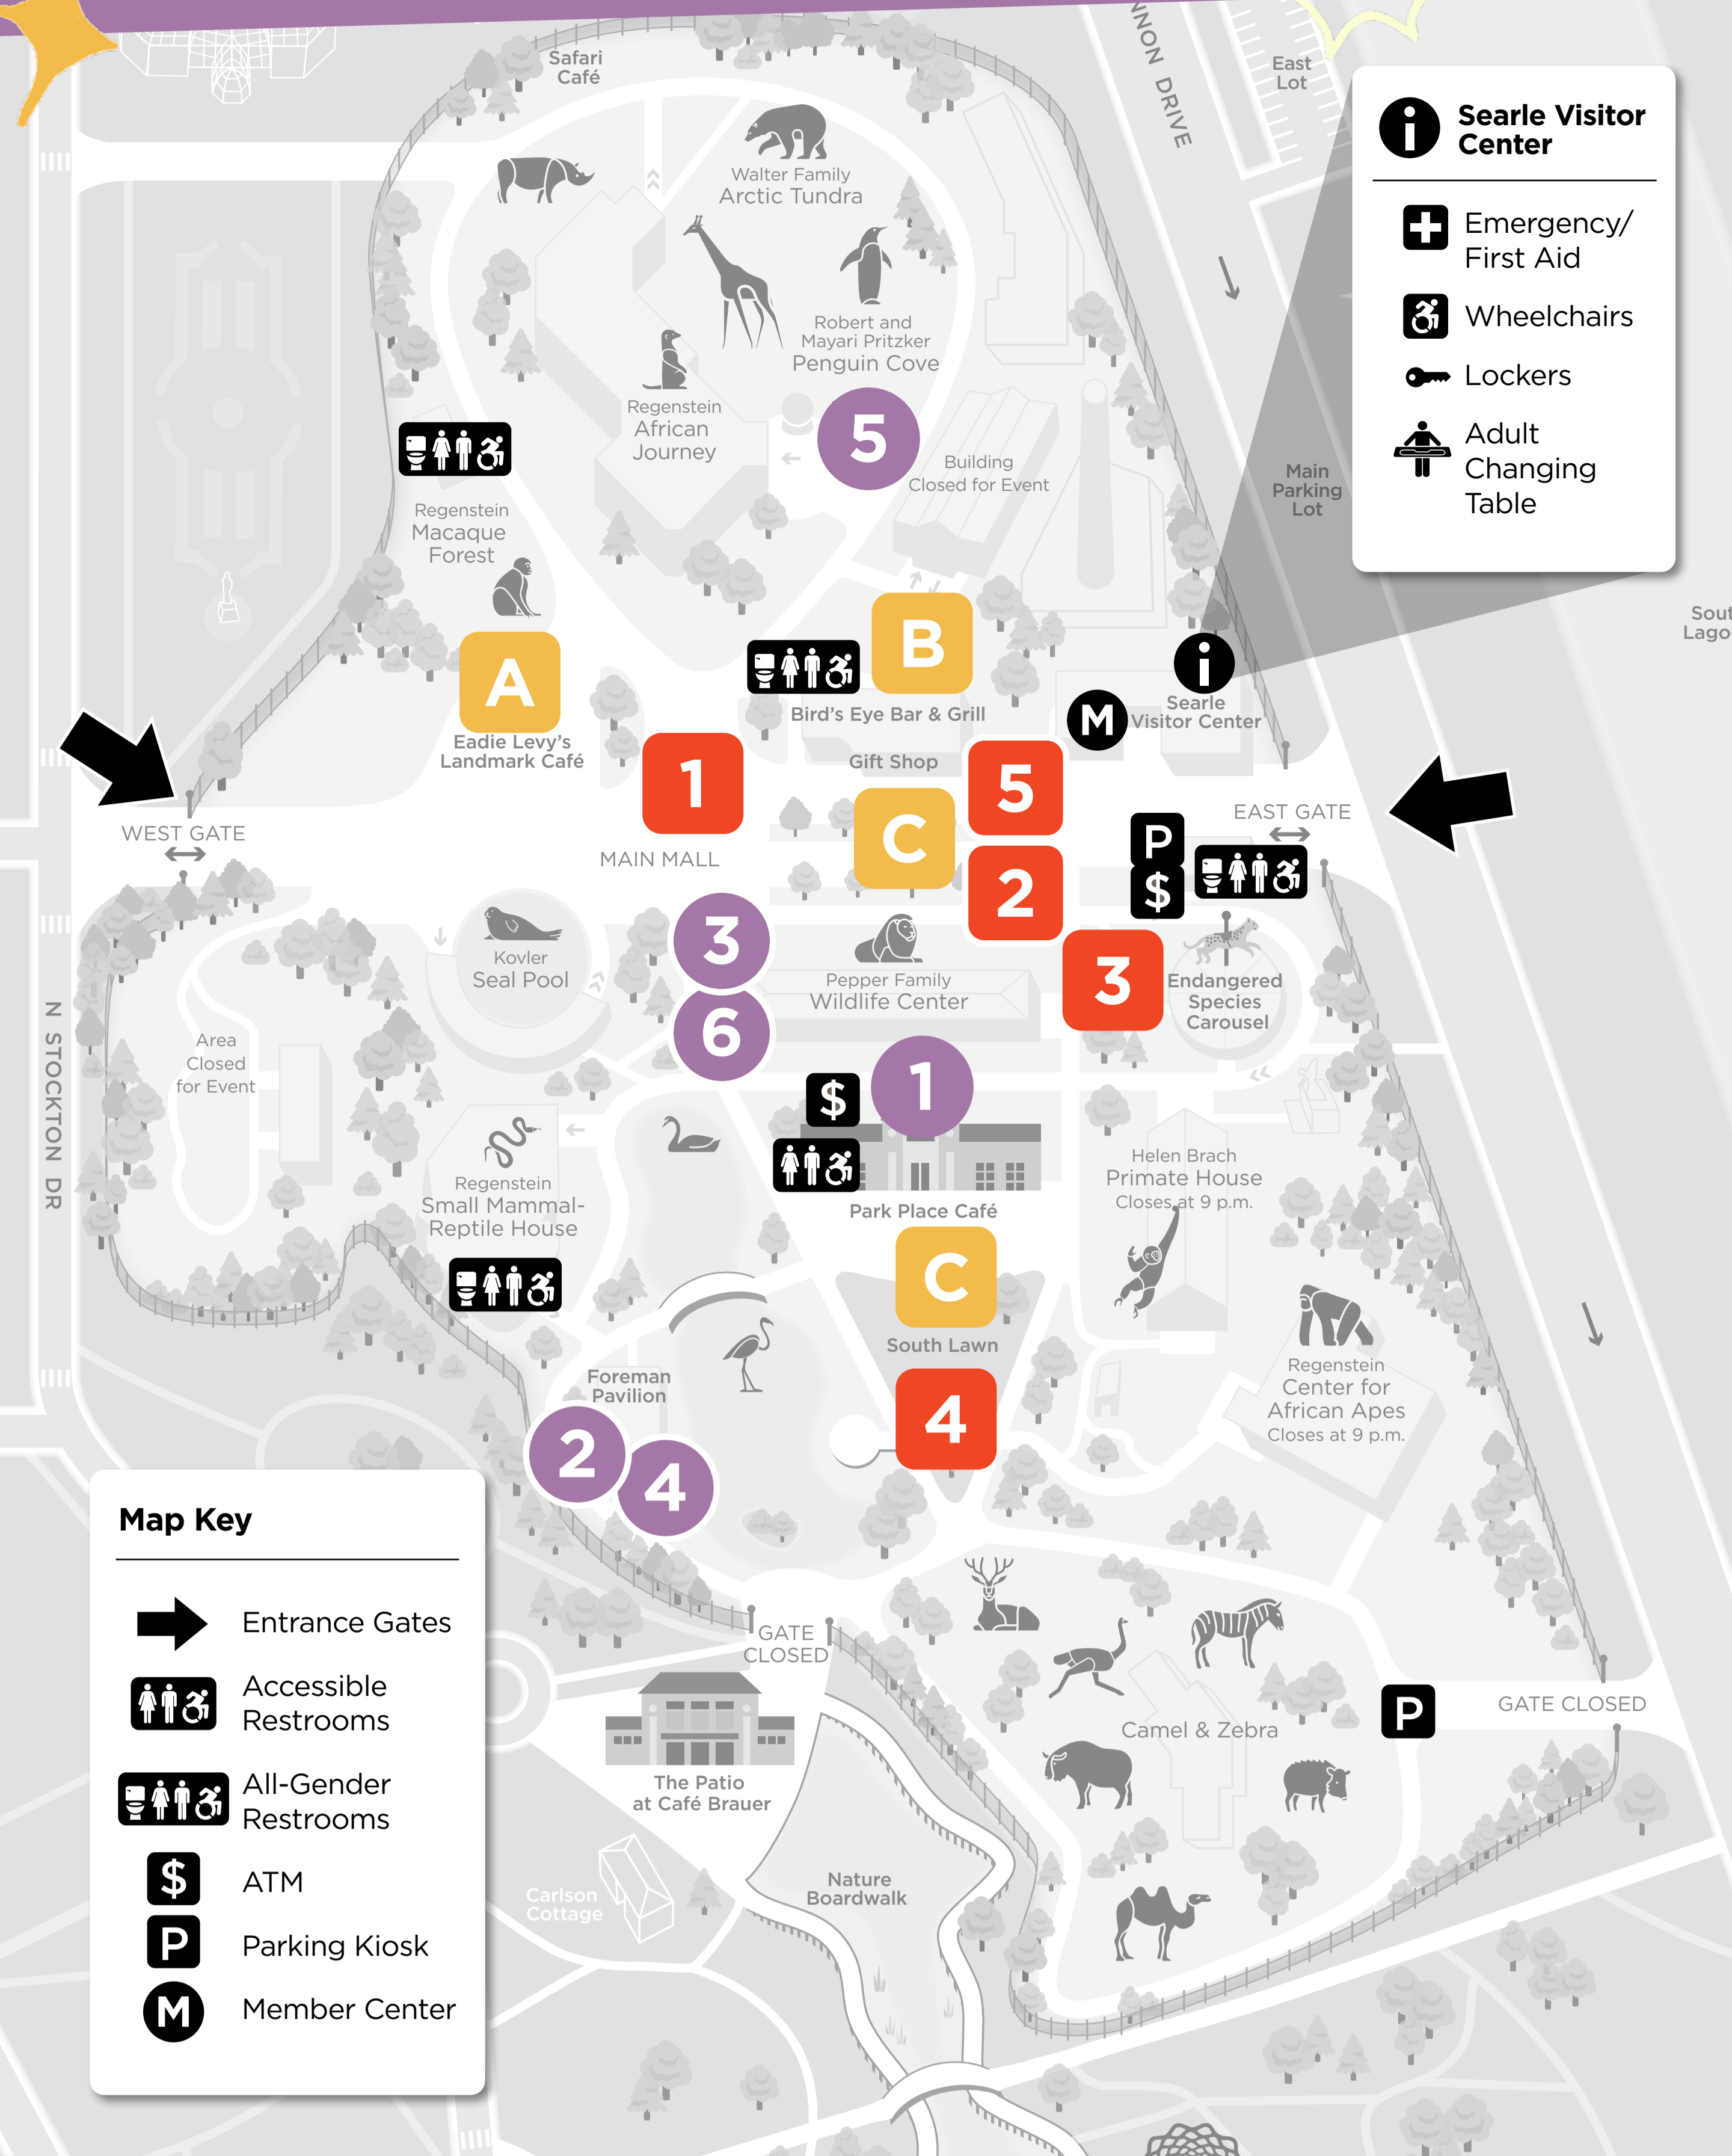 Safari
Café
NNON DRIVE
East
Lot
Searle Visitor
Center
Emergency/
First Aid
Wheelchairs
Lockers
Adult
Changing
Table
Walter Family
Arctic Tundra
Robert and
Mayari Pritzker
Penguin Cove
5
Regenstein
African
Journey
Building
Closed for Event
Main
Parking
Lot
Regenstein
Macaque
Forest
Sout
Lago
A
Eadie Levy's
Landmark Café
B
Bird's Eye Bar & Grill
i
M
Searle
Visitor Center
1
Gift Shop
5
C
2
P
$
EAST GATE
WEST GATE
MAIN MALL
3
6
Kovler
Seal Pool
Pepper Family
Wildlife Center
3
Endangered
Species
Carousel
N STOCKTON DR
Area
Closed
for Event
1
$
Park Place Café
Regenstein
Small Mammal-
Reptile House
Helen Brach
Primate House
Closes at 9 p.m.
C
South Lawn
4
Foreman
Pavilion
2
4
Regenstein
Center for
African Apes
Closes at 9 p.m.
GATE
CLOSED
The Patio
at Café Brauer
Camel & Zebra
P
GATE CLOSED
Carlson
Cottage
Nature
Boardwalk
Map Key
Entrance Gates
Accessible
Restrooms
All-Gender
Restrooms
$ ATM
P Parking Kiosk
M Member Center